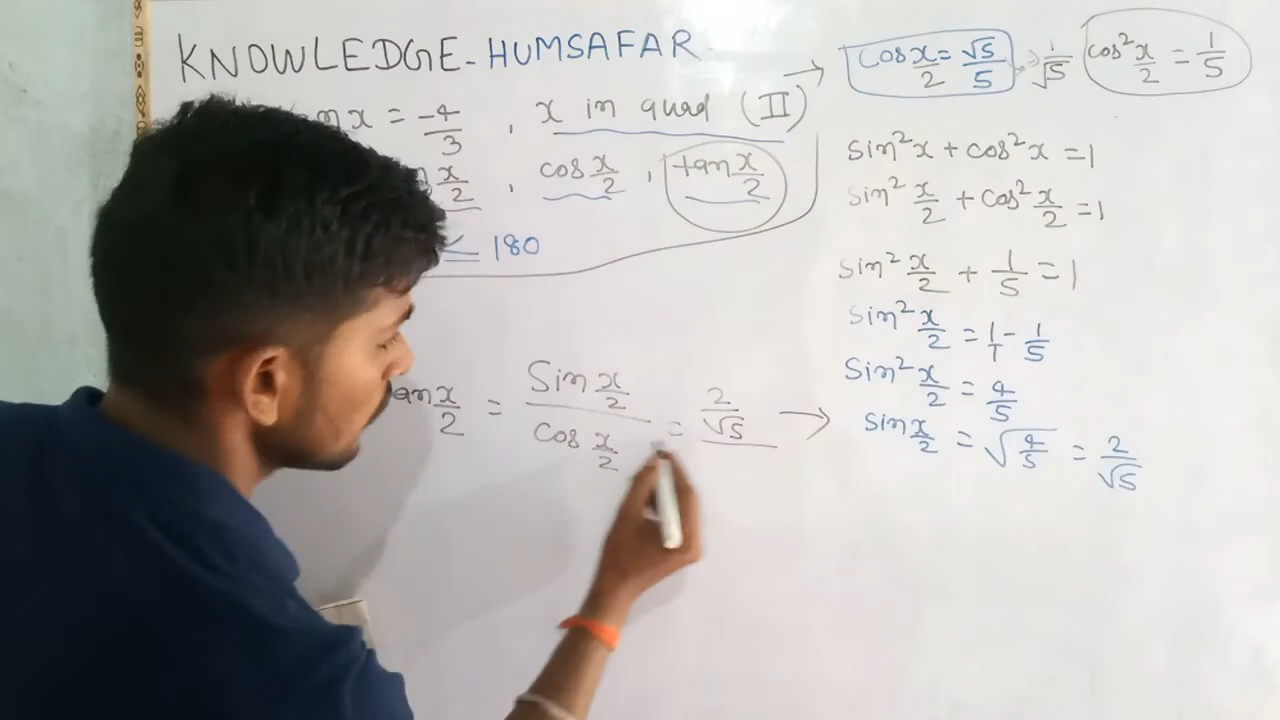 KNOWLEDGE-HUMSAFAR
nx = -4/3 , x in quad (II) →
x/2 , cos x/2 , tan x/2
≤ 180
an x/2 = Sin x/2 / cos x/2 = 2/√5 →
cos x/2 = √5/5 1/√5 cos² x/2 = 1/5
sin²x + cos²x = 1
sin² x/2 + cos² x/2 = 1
sin² x/2 + 1/5 = 1
sin² x/2 = 1/1 - 1/5
sin² x/2 = 4/5
sin x/2 = √4/5 = 2/√5